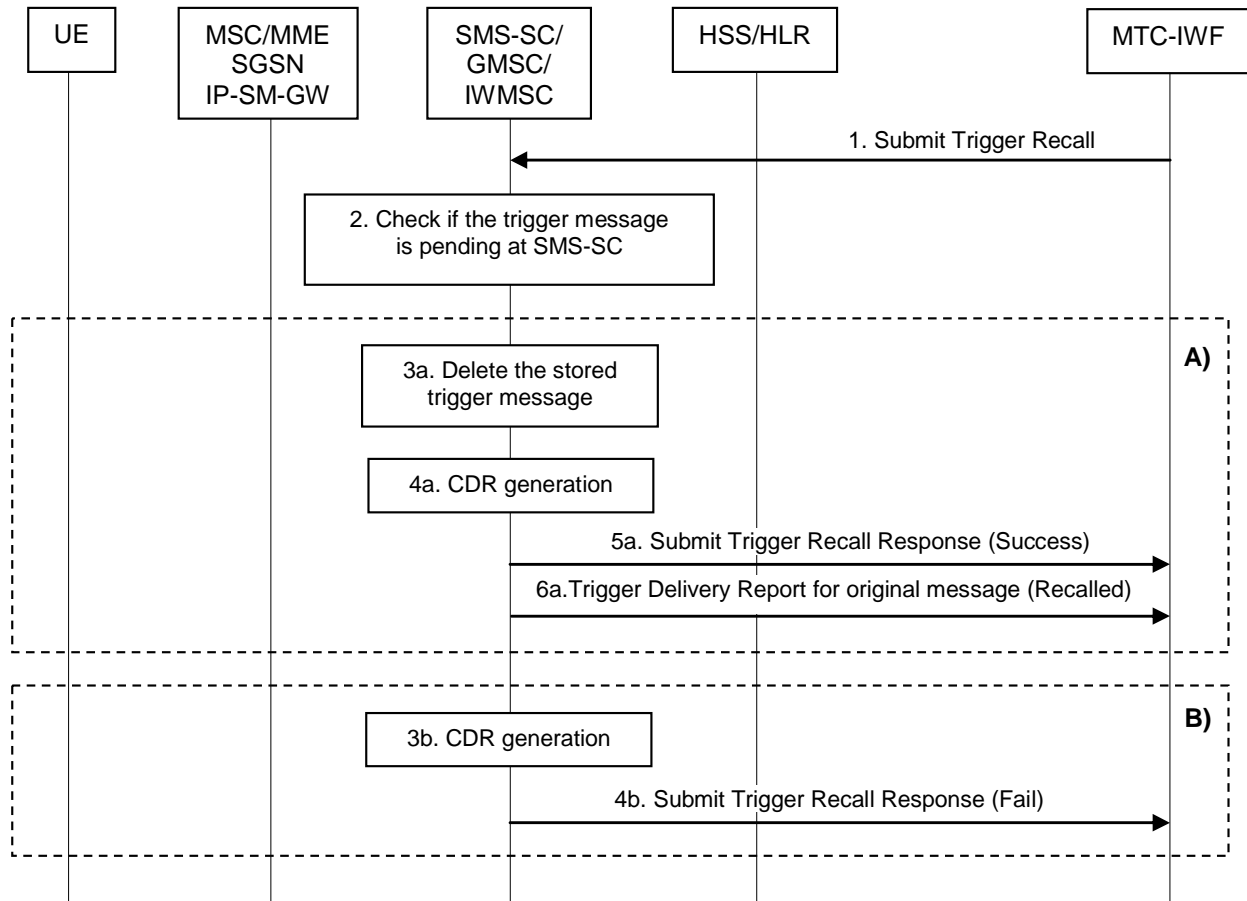 UE
MSC/MME
SGSN
IP-SM-GW
SMS-SC/
GMSC/
IWMSC
HSS/HLR
MTC-IWF
1. Submit Trigger Recall
2. Check if the trigger message
is pending at SMS-SC
A)
3a. Delete the stored
trigger message
4a. CDR generation
5a. Submit Trigger Recall Response (Success)
6a.Trigger Delivery Report for original message (Recalled)
B)
3b. CDR generation
4b. Submit Trigger Recall Response (Fail)